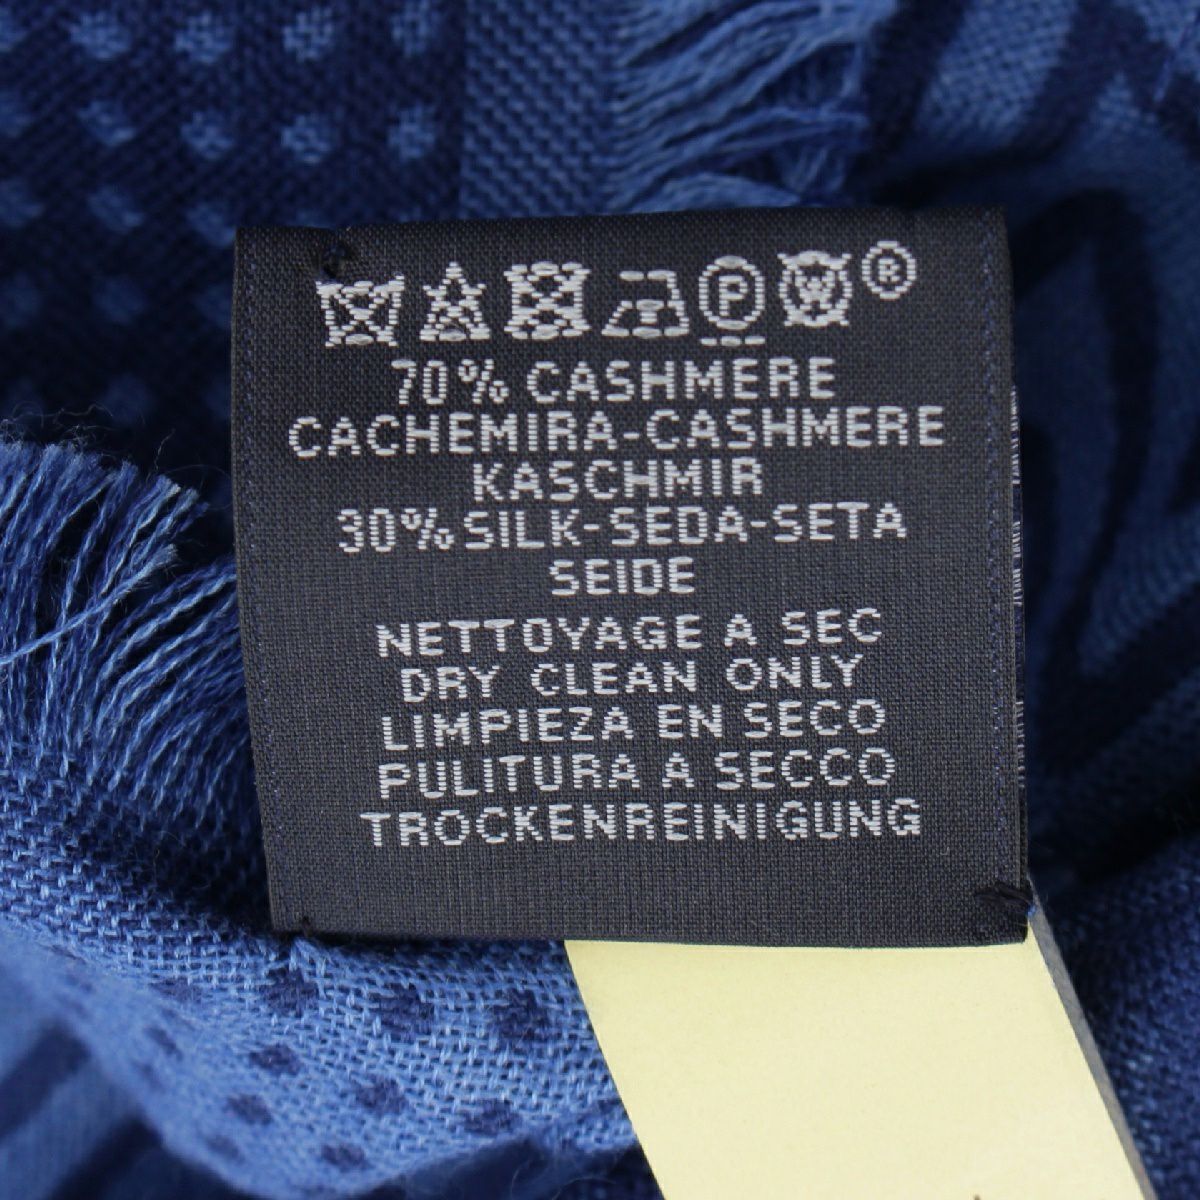 P W ®
70% CASHMERE
CACHEMIRA-CASHMERE
KASCHMIR
30% SILK-SEDA-SETA
SEIDE
NETTOYAGE A SEC
DRY CLEAN ONLY
LIMPIEZA EN SECO
PULITURA A SECCO
TROCKENREINIGUNG